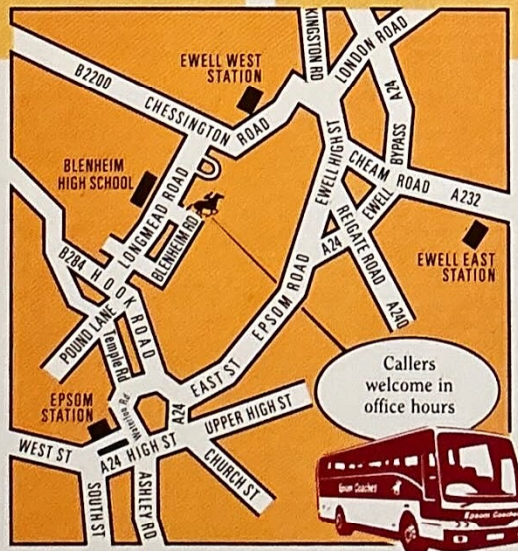 KINGSTON RD
LONDON ROAD
B2200
CHESSINGTON ROAD
EWELL WEST
STATION
A24
BYPASS
EWELL
BLENHEIM
HIGH SCHOOL
LONGMEAD ROAD
BLENHEIM RD
EWELL HIGH ST
CHEAM ROAD A232
REIGATE ROAD
A240
A24
EWELL EAST
STATION
B284 HOOK ROAD
EPSOM ROAD
POUND LANE
Temple Rd
Waterloo Rd
EAST ST
A24
UPPER HIGH ST
CHURCH ST
EPSOM
STATION
WEST ST
A24 HIGH ST
SOUTH ST
ASHLEY RD
Callers
welcome in
office hours
Epsom Coaches
Epsom Coaches